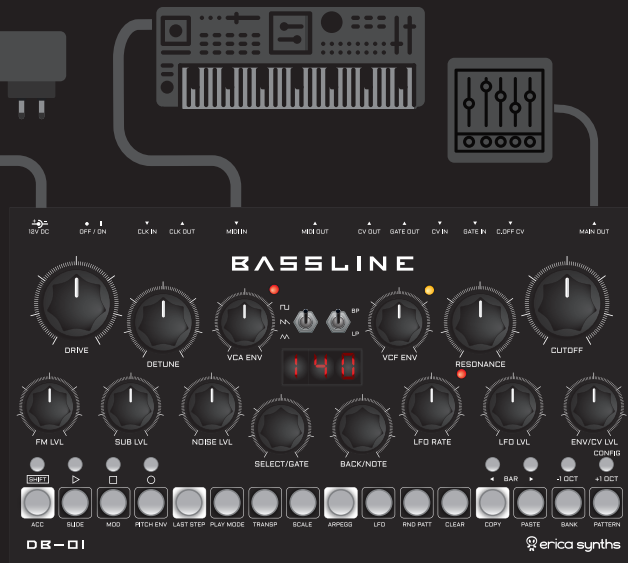 12V DC OFF / ON CLK IN CLK OUT MIDI IN MIDI OUT CV OUT GATE OUT CV IN GATE IN C.OFF CV MAIN OUT
BASSLINE
BP
LP
DRIVE DETUNE VCA ENV VCF ENV RESONANCE CUTOFF
140
FM LVL SUB LVL NOISE LVL SELECT/GATE BACK/NOTE LFO RATE LFO LVL ENV/CV LVL
CONFIG
SHIFT BAR -1 OCT +1 OCT
ACC SLIDE MOD PITCH ENV LAST STEP PLAY MODE TRANSP SCALE ARPEGG LFO RND PATT CLEAR COPY PASTE BANK PATTERN
DB-01 erica synths